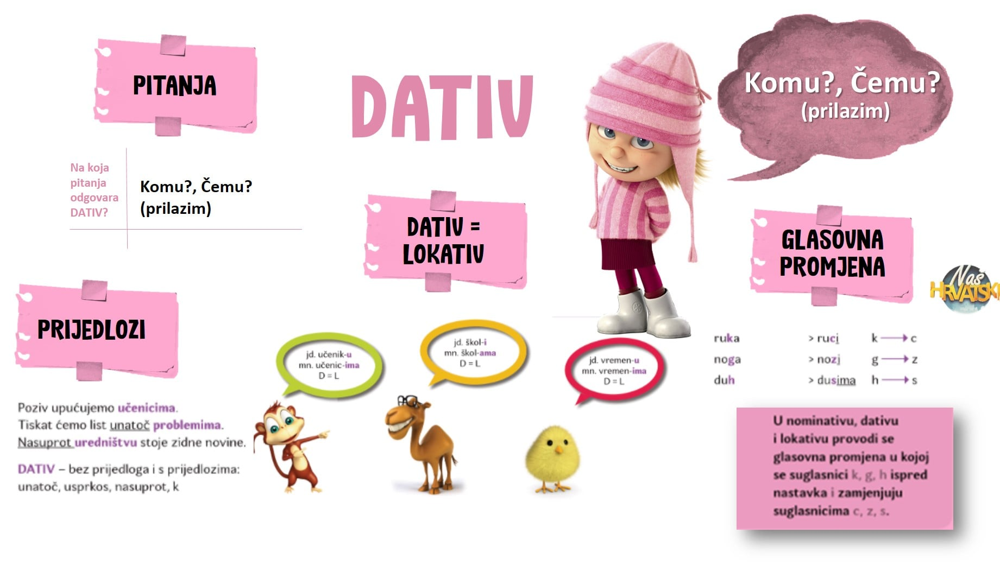 PITANJA
Na koja
pitanja
odgovara
DATIV?
Komu?, Čemu?
(prilazim)
PRIJEDLOZI
Poziv upućujemo učenicima.
Tiskat ćemo list unatoč problemima.
Nasuprot uredništvu stoje zidne novine.
DATIV – bez prijedloga i s prijedlozima:
unatoč, usprkos, nasuprot, k
DATIV
DATIV =
LOKATIV
jd. učenik-u
mn. učenic-ima
D = L
jd. škol-i
mn. škol-ama
D = L
jd. vremen-u
mn. vremen-ima
D = L
Komu?, Čemu?
(prilazim)
GLASOVNA
PROMJENA
Naš
HRVATSKI
ruka > ruci k → c
noga > nozi g → z
duh > dusima h → s
U nominativu, dativu
i lokativu provodi se
glasovna promjena u kojoj
se suglasnici k, g, h ispred
nastavka i zamjenjuju
suglasnicima c, z, s.